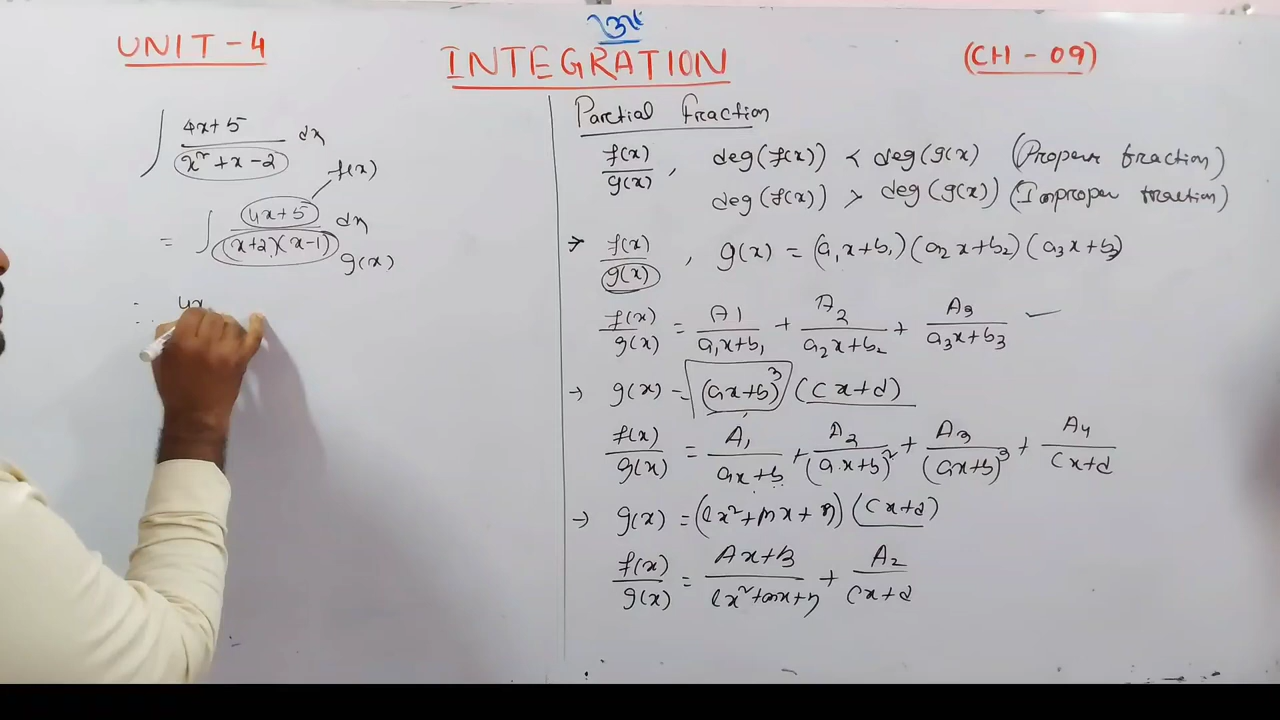 UNIT-4
INTEGRATION
(CH-09)
∫ 4x+5 / x²+x-2 dx
f(x)
= ∫ 4x+5 / (x+2)(x-1) dx
g(x)
4x
Partial fraction
f(x)/g(x), deg(f(x)) < deg(g(x) (Proper fraction)
deg(f(x)) > deg(g(x)) (Improper fraction)
→ f(x)/g(x), g(x) = (a₁x+b₁)(a₂x+b₂)(a₃x+b₃)
f(x)/g(x) = A1/a₁x+b₁ + A₂/a₂x+b₂ + A₃/a₃x+b₃
→ g(x) = (ax+b)³ (cx+d)
f(x)/g(x) = A₁/ax+b + A₂/(ax+b)² + A₃/(ax+b)³ + A₄/cx+d
→ g(x) = (lx²+mx+n)(cx+d)
f(x)/g(x) = Ax+B/lx²+mx+n + A₂/cx+d